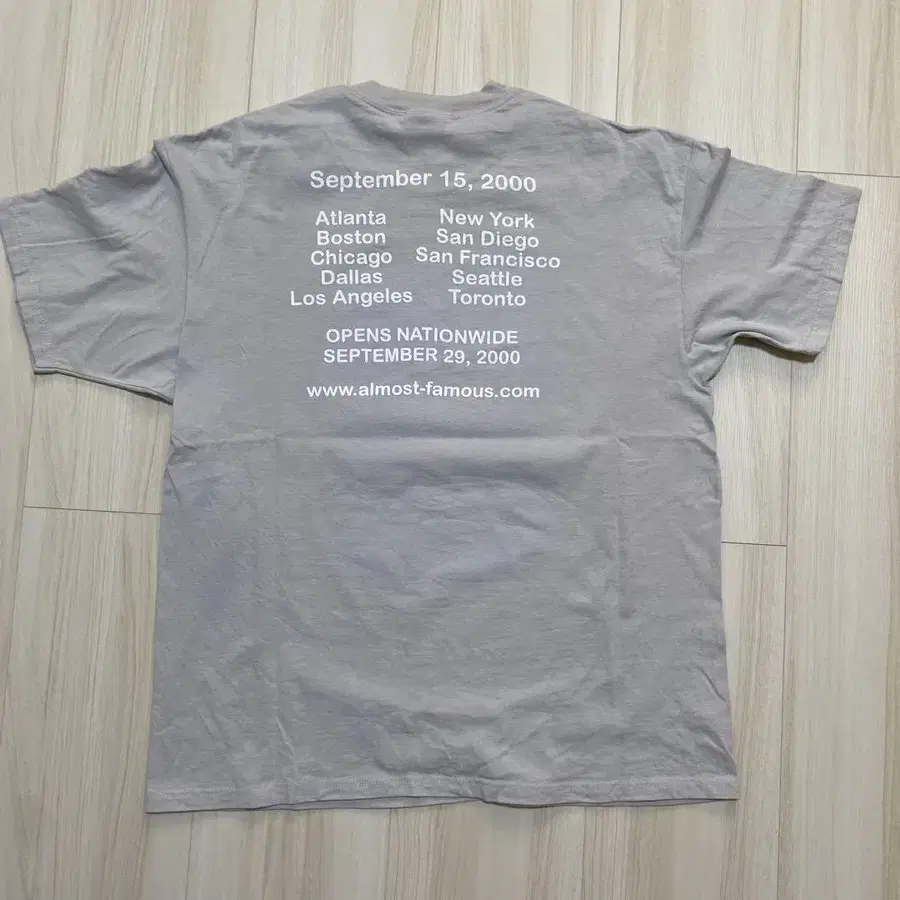 September 15, 2000
Atlanta New York
Boston San Diego
Chicago San Francisco
Dallas Seattle
Los Angeles Toronto
OPENS NATIONWIDE
SEPTEMBER 29, 2000
www.almost-famous.com